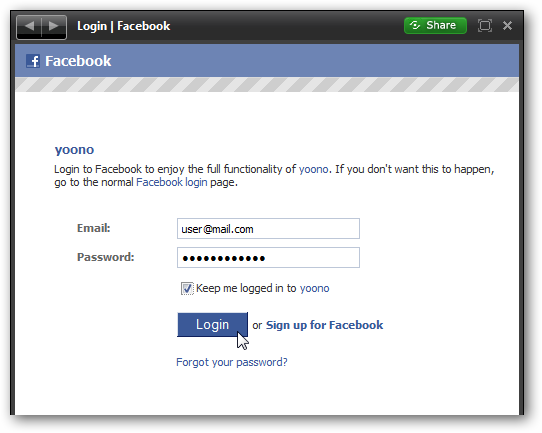 Login | Facebook
Share
Facebook
yoono
Login to Facebook to enjoy the full functionality of yoono. If you don't want this to happen,
go to the normal Facebook login page.
Email: user@mail.com
Password: ••••••••••••
Keep me logged in to yoono
Login or Sign up for Facebook
Forgot your password?